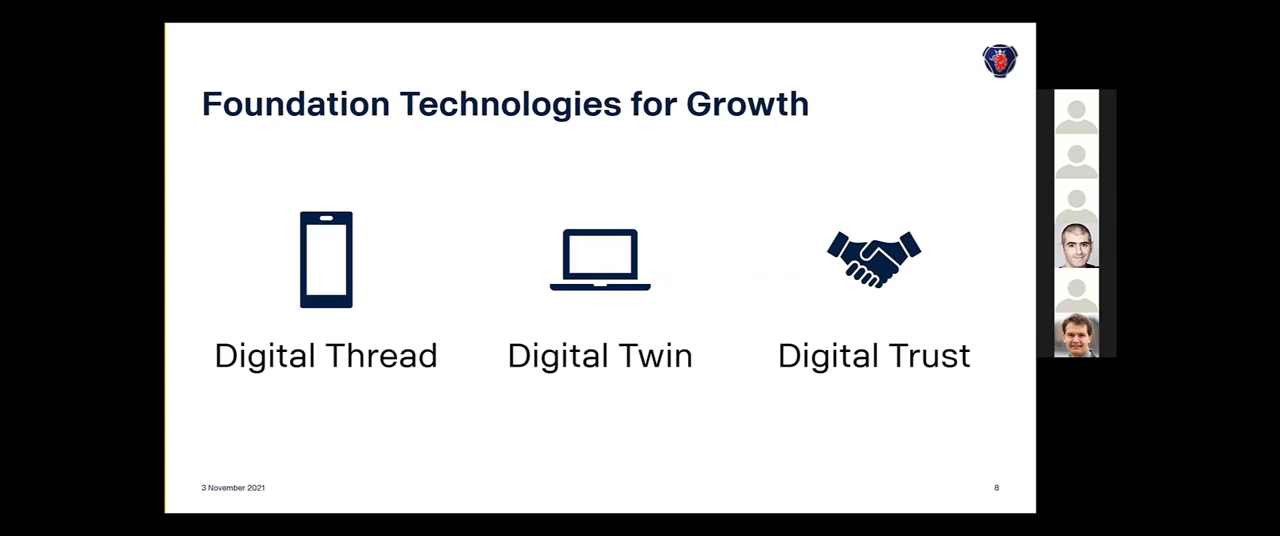 Foundation Technologies for Growth
Digital Thread
Digital Twin
Digital Trust
3 November 2021
8